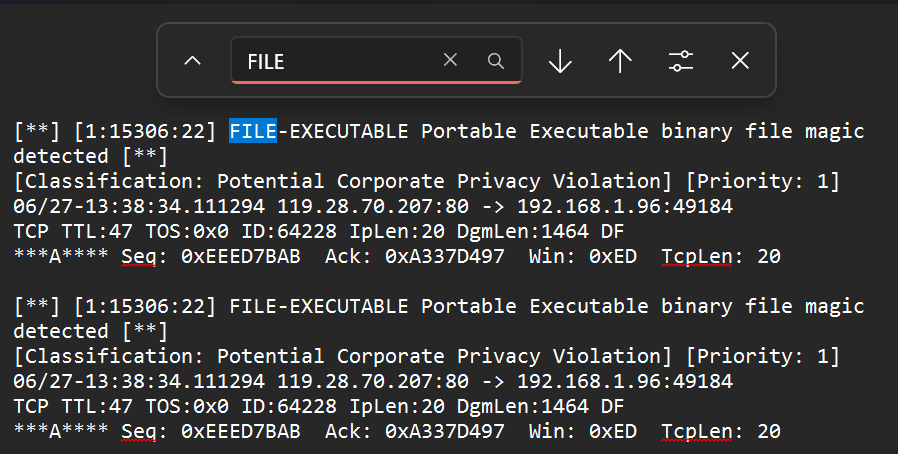 FILE
[**] [1:15306:22] FILE-EXECUTABLE Portable Executable binary file magic
detected [**]
[Classification: Potential Corporate Privacy Violation] [Priority: 1]
06/27-13:38:34.111294 119.28.70.207:80 -> 192.168.1.96:49184
TCP TTL:47 TOS:0x0 ID:64228 IpLen:20 DgmLen:1464 DF
***A**** Seq: 0xEEED7BAB  Ack: 0xA337D497  Win: 0xED  TcpLen: 20
[**] [1:15306:22] FILE-EXECUTABLE Portable Executable binary file magic
detected [**]
[Classification: Potential Corporate Privacy Violation] [Priority: 1]
06/27-13:38:34.111294 119.28.70.207:80 -> 192.168.1.96:49184
TCP TTL:47 TOS:0x0 ID:64228 IpLen:20 DgmLen:1464 DF
***A**** Seq: 0xEEED7BAB  Ack: 0xA337D497  Win: 0xED  TcpLen: 20